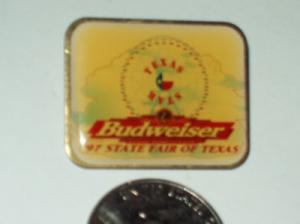 TEXAS
STAR
Budweiser
'97 STATE FAIR OF TEXAS